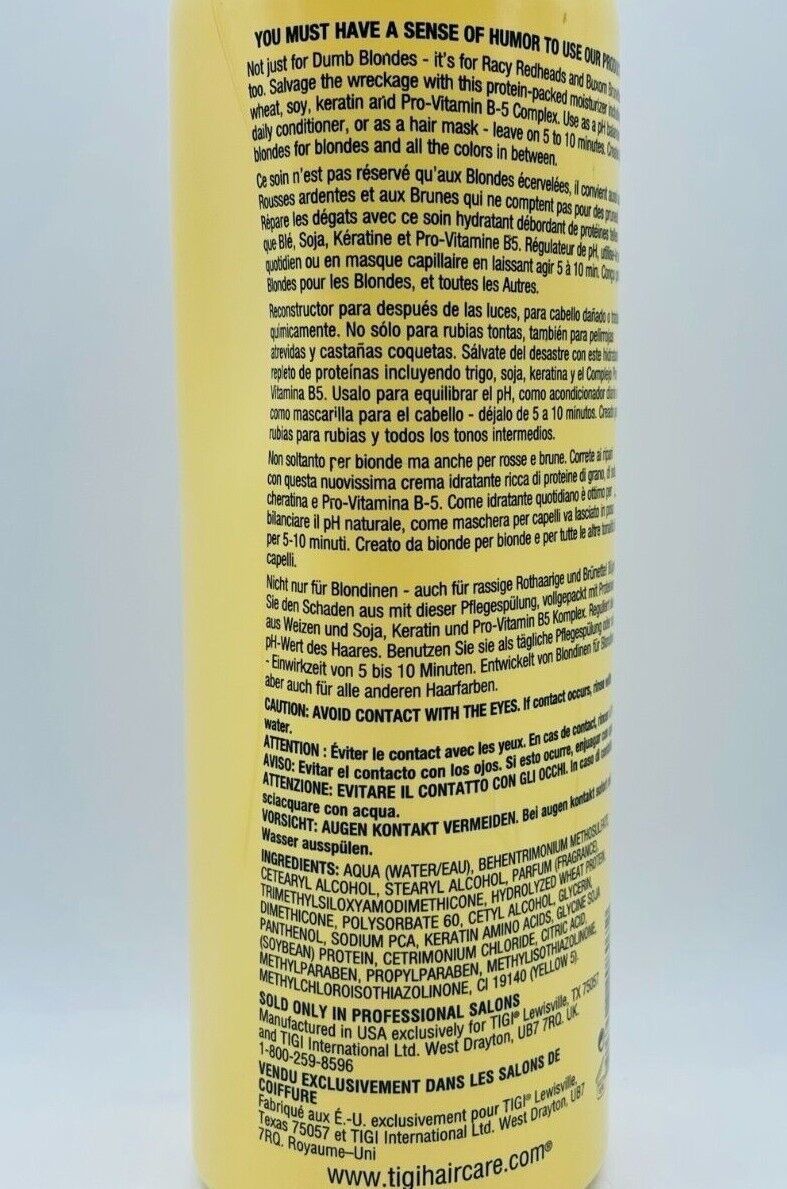 YOU MUST HAVE A SENSE OF HUMOR TO USE OUR
Not just for Dumb Blondes - it's for Racy Redheads and Buxom
too. Salvage the wreckage with this protein-packed moisturizer
wheat, soy, keratin and Pro-Vitamin B-5 Complex. Use as a pH
daily conditioner, or as a hair mask - leave on 5 to 10 minutes.
blondes for blondes and all the colors in between.
Ce soin n'est pas réservé qu'aux Blondes écervelées, il convient
Rousses ardentes et aux Brunes qui ne comptent pas pour des
Répare les dégats avec ce soin hydratant débordant de protéines
que Blé, Soja, Kératine et Pro-Vitamine B5. Régulateur de pH,
quotidien ou en masque capillaire en laissant agir 5 à 10 min.
Blondes pour les Blondes, et toutes les Autres.
Reconstructor para después de las luces, para cabello dañado o
químicamente. No sólo para rubias tontas, también para pelirrojas
atrevidas y castañas coquetas. Sálvate del desastre con este
repleto de proteínas incluyendo trigo, soja, keratina y el Complejo
Vitamina B5. Usalo para equilibrar el pH, como acondicionador
como mascarilla para el cabello - déjalo de 5 a 10 minutos.
rubias para rubias y todos los tonos intermedios.
Non soltanto per bionde ma anche per rosse e brune. Correte ai
con questa nuovissima crema idratante ricca di proteine di grano, di
cheratina e Pro-Vitamina B-5. Come idratante quotidiano è ottimo per
bilanciare il pH naturale, come maschera per capelli va lasciato in
per 5-10 minuti. Creato da bionde per bionde e per tutte le altre
capelli.
Nicht nur für Blondinen - auch für rassige Rothaarige und Brünette!
Sie den Schaden aus mit dieser Pflegespülung, vollgepackt mit
aus Weizen und Soja, Keratin und Pro-Vitamin B5 Komplex.
pH-Wert des Haares. Benutzen Sie sie als tägliche Pflegespülung
- Einwirkzeit von 5 bis 10 Minuten. Entwickelt von Blondinen für
aber auch für alle anderen Haarfarben.
CAUTION: AVOID CONTACT WITH THE EYES. If contact occurs, rinse
water.
ATTENTION : Éviter le contact avec les yeux. En cas de contact,
AVISO: Evitar el contacto con los ojos. Si esto ocurre, enjuagar
ATTENZIONE: EVITARE IL CONTATTO CON GLI OCCHI. In caso di
sciacquare con acqua.
VORSICHT: AUGEN KONTAKT VERMEIDEN. Bei augen kontakt
Wasser ausspülen.
INGREDIENTS: AQUA (WATER/EAU), BEHENTRIMONIUM METHOSULFATE,
CETEARYL ALCOHOL, STEARYL ALCOHOL, PARFUM (FRAGRANCE),
TRIMETHYLSILOXYAMODIMETHICONE, HYDROLYZED WHEAT PROTEIN,
DIMETHICONE, POLYSORBATE 60, CETYL ALCOHOL, GLYCERIN,
PANTHENOL, SODIUM PCA, KERATIN AMINO ACIDS, GLYCINE SOJA
(SOYBEAN) PROTEIN, CETRIMONIUM CHLORIDE, CITRIC ACID,
METHYLPARABEN, PROPYLPARABEN, METHYLISOTHIAZOLINONE,
METHYLCHLOROISOTHIAZOLINONE, CI 19140 (YELLOW 5).
SOLD ONLY IN PROFESSIONAL SALONS
Manufactured in USA exclusively for TIGI® Lewisville, TX 75057
and TIGI International Ltd. West Drayton, UB7 7RQ. UK.
1-800-259-8596
VENDU EXCLUSIVEMENT DANS LES SALONS DE
COIFFURE
Fabriqué aux É.-U. exclusivement pour TIGI® Lewisville,
Texas 75057 et TIGI International Ltd. West Drayton, UB7
7RQ. Royaume-Uni
www.tigihaircare.com®